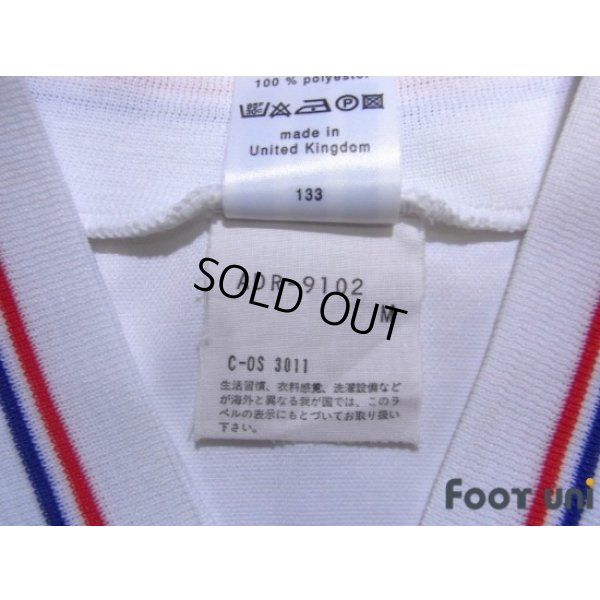 100 % polyester
made in
United Kingdom
133
ADR-9102
M
SOLD OUT
C-OS 3011
生活習慣、衣料感覚、洗濯設備など
が海外と異なる我が国では、このラ
ベルの表示にもとづいてお取り扱い
下さい。
Foot uni